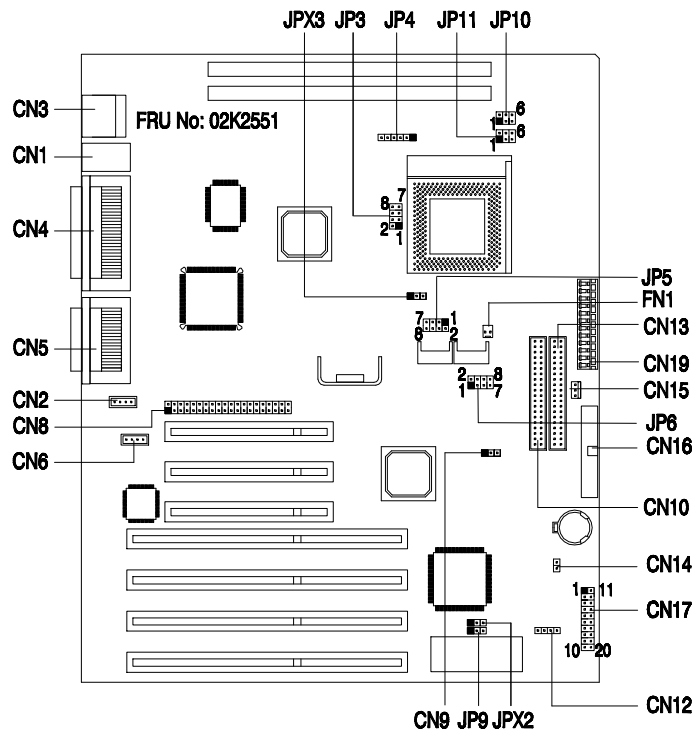 JPX3 JP3 JP4 JP11 JP10
CN3
FRU No: 02K2551
6
1
6
1
CN1
CN4
8 7
2 1
JP5
FN1
7 1
8 2
CN13
CN5
CN19
2 8
1 7
CN15
CN2
CN8
JP6
CN6
CN16
CN10
CN14
1 11
CN17
10 20
CN12
CN9 JP9 JPX2